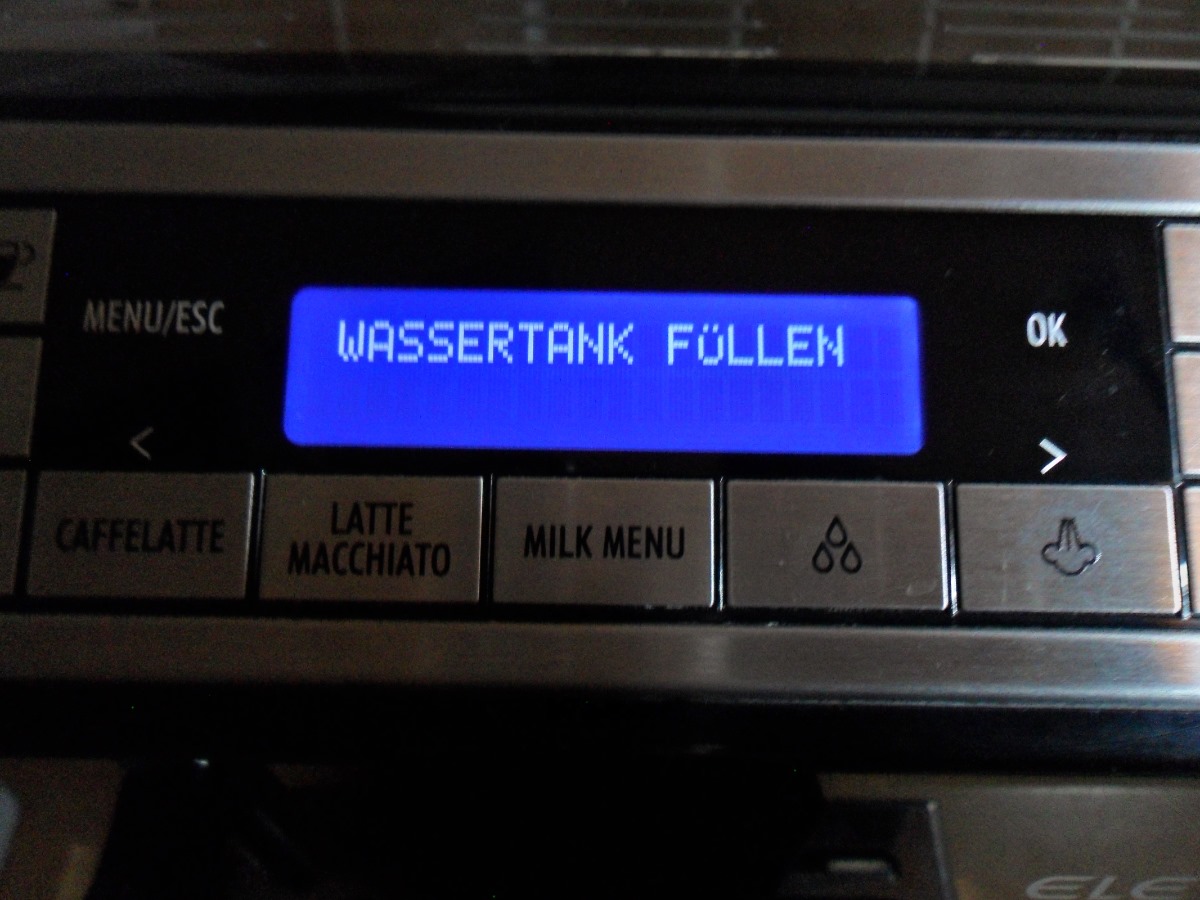 MENU/ESC
WASSERTANK FÜLLEN
OK
<
>
CAFFELATTE
LATTE
MACCHIATO
MILK MENU